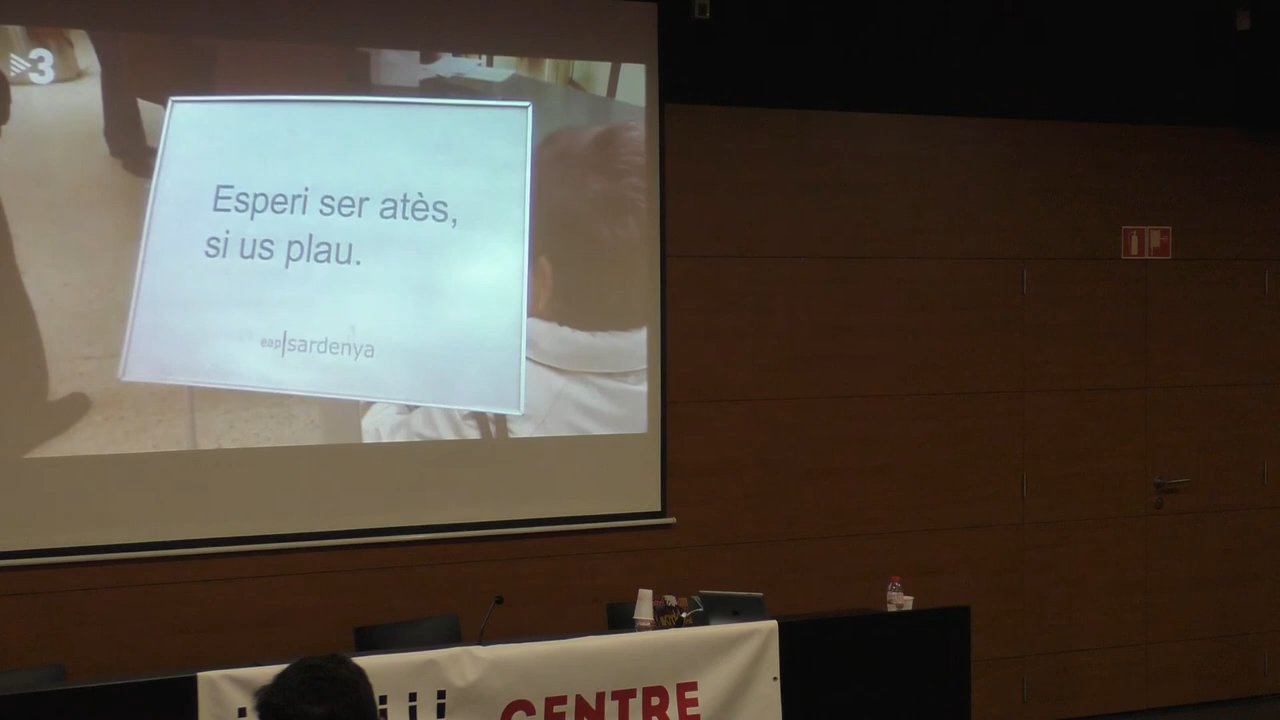 3
Esperi ser atès,
si us plau.
eap|sardenya
CENTRE